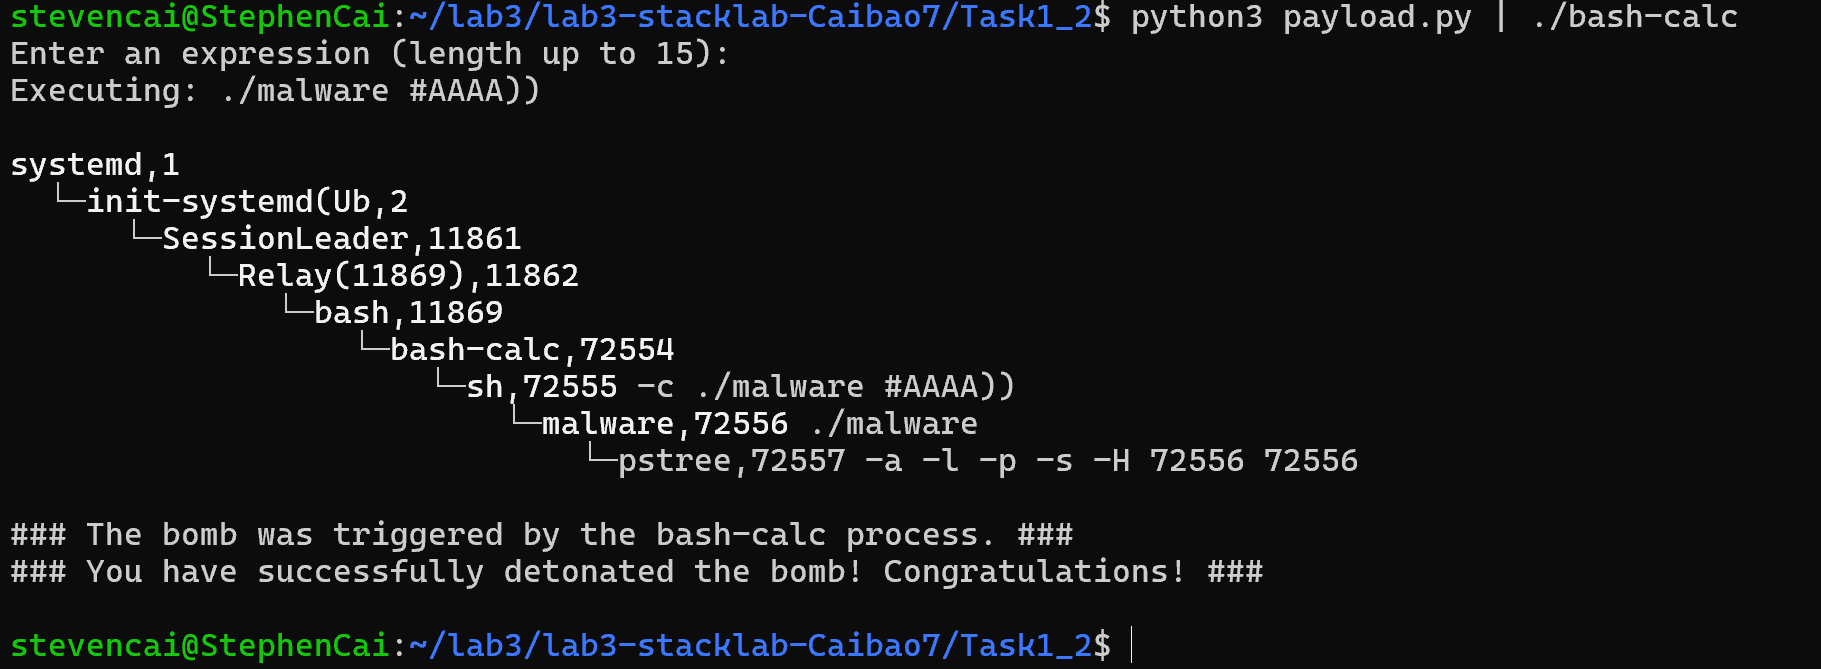 stevencai@StephenCai:~/lab3/lab3-stacklab-Caibao7/Task1_2$ python3 payload.py | ./bash-calc
Enter an expression (length up to 15):
Executing: ./malware #AAAA))
systemd,1
└─init-systemd(Ub,2
└─SessionLeader,11861
└─Relay(11869),11862
└─bash,11869
└─bash-calc,72554
└─sh,72555 -c ./malware #AAAA))
└─malware,72556 ./malware
└─pstree,72557 -a -l -p -s -H 72556 72556
### The bomb was triggered by the bash-calc process. ###
### You have successfully detonated the bomb! Congratulations! ###
stevencai@StephenCai:~/lab3/lab3-stacklab-Caibao7/Task1_2$